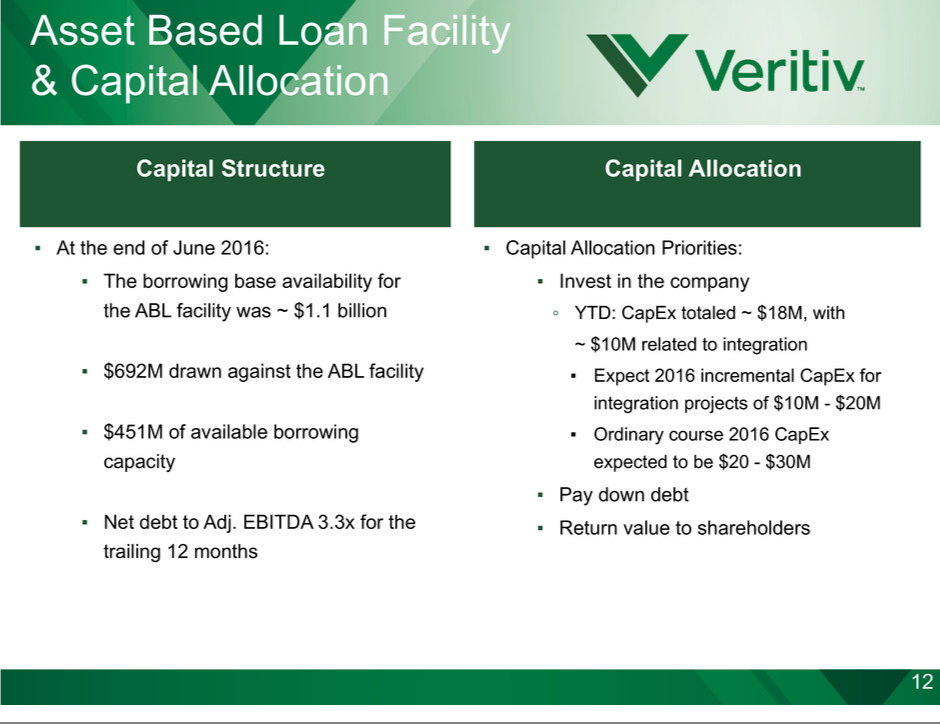 Asset Based Loan Facility
& Capital Allocation
Veritiv™
Capital Structure
▪ At the end of June 2016:
▪ The borrowing base availability for
the ABL facility was ~ $1.1 billion
▪ $692M drawn against the ABL facility
▪ $451M of available borrowing
capacity
▪ Net debt to Adj. EBITDA 3.3x for the
trailing 12 months
Capital Allocation
▪ Capital Allocation Priorities:
▪ Invest in the company
◦ YTD: CapEx totaled ~ $18M, with
~ $10M related to integration
▪ Expect 2016 incremental CapEx for
integration projects of $10M - $20M
▪ Ordinary course 2016 CapEx
expected to be $20 - $30M
▪ Pay down debt
▪ Return value to shareholders
12